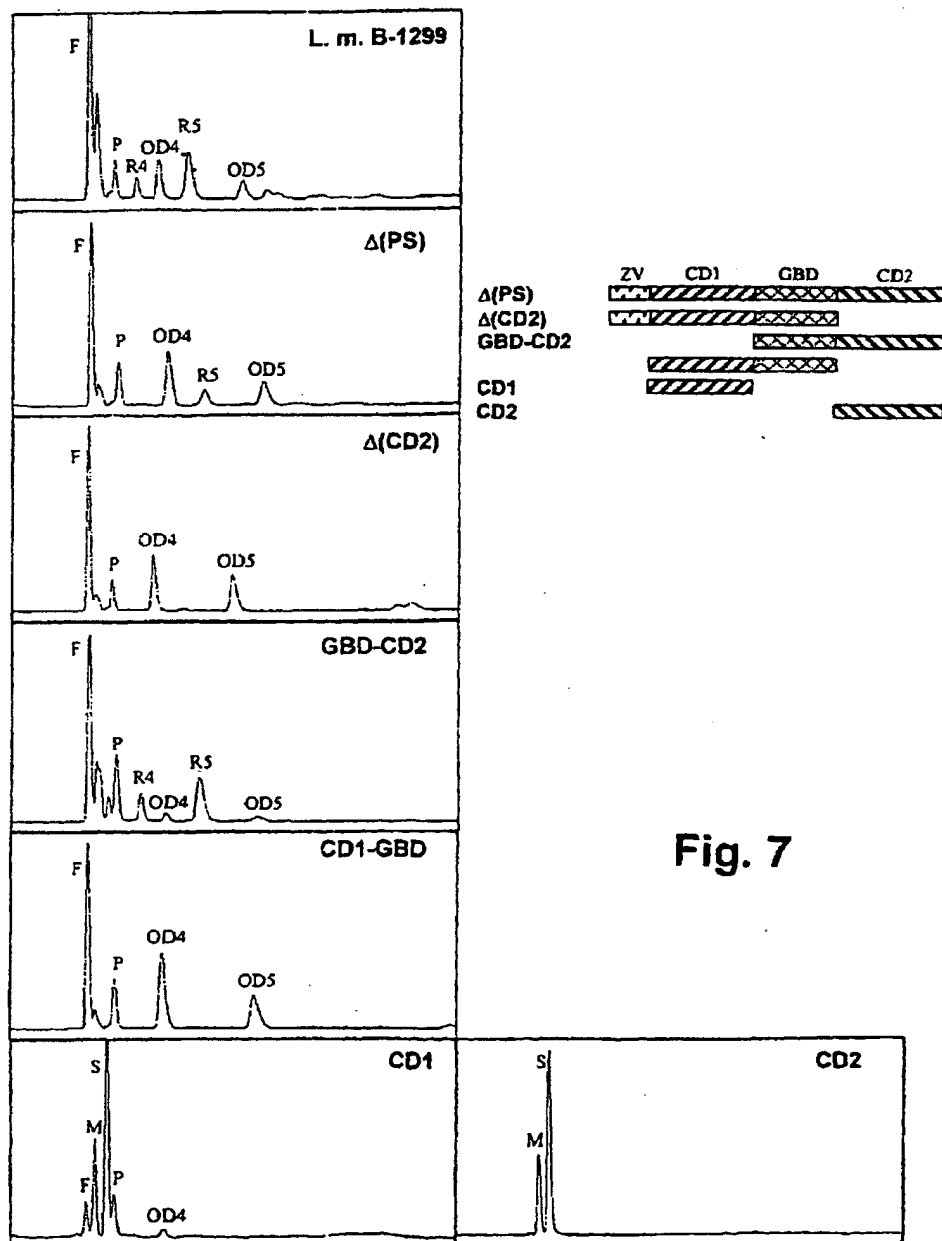 L. m. B-1299
F
P
R4
OD4
R5
OD5
Δ(PS)
F
P
OD4
R5
OD5
Δ(CD2)
F
P
OD4
OD5
GBD-CD2
F
P
R4
OD4
R5
OD5
CD1-GBD
F
P
OD4
OD5
CD1
F
M
S
P
OD4
CD2
M
S
ZV CD1 GBD CD2
Δ(PS)
Δ(CD2)
GBD-CD2
CD1
CD2
Fig. 7